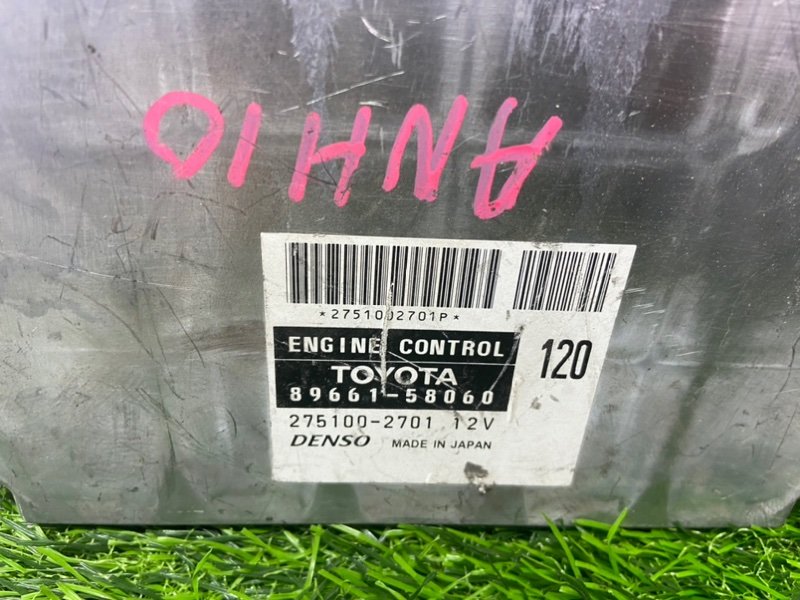 ANH10
*2751002701P*
ENGINE CONTROL
TOYOTA
120
89661-58060
275100-2701 12V
DENSO MADE IN JAPAN